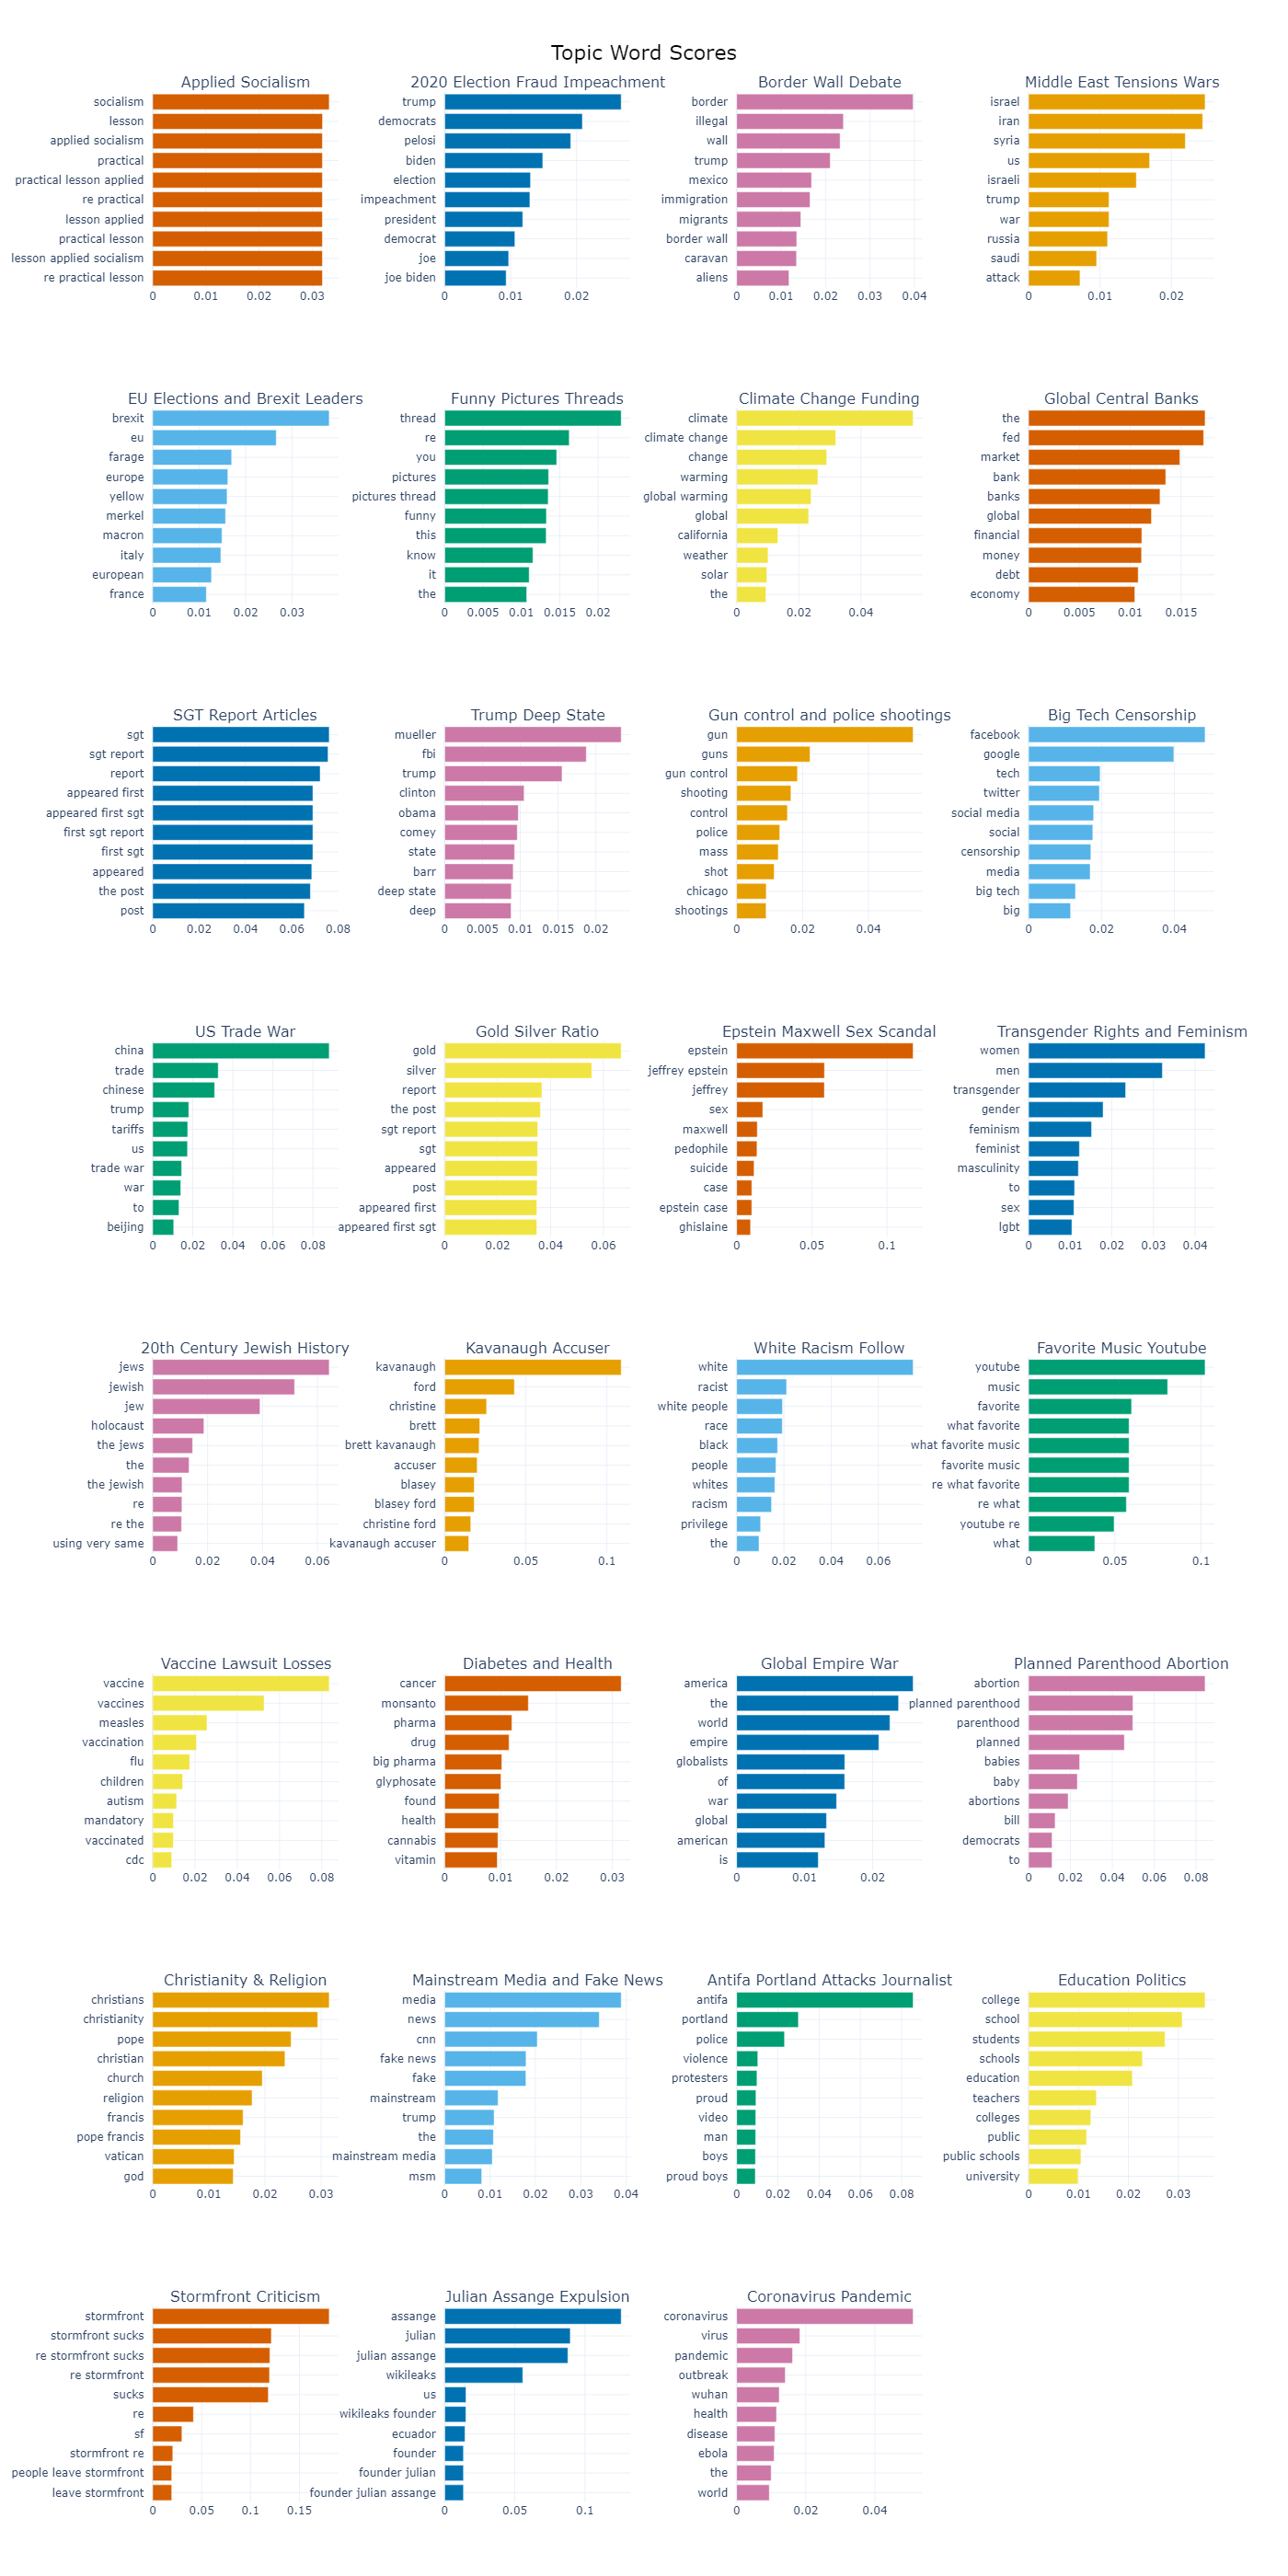 Topic Word Scores
Applied Socialism
socialism
lesson
applied socialism
practical
practical lesson applied
re practical
lesson applied
practical lesson
lesson applied socialism
re practical lesson
0 0.01 0.02 0.03
2020 Election Fraud Impeachment
trump
democrats
pelosi
biden
election
impeachment
president
democrat
joe
joe biden
0 0.01 0.02
Border Wall Debate
border
illegal
wall
trump
mexico
immigration
migrants
border wall
caravan
aliens
0 0.01 0.02 0.03 0.04
Middle East Tensions Wars
israel
iran
syria
us
israeli
trump
war
russia
saudi
attack
0 0.01 0.02
EU Elections and Brexit Leaders
brexit
eu
farage
europe
yellow
merkel
macron
italy
european
france
0 0.01 0.02 0.03
Funny Pictures Threads
thread
re
you
pictures
pictures thread
funny
this
know
it
the
0 0.005 0.01 0.015 0.02
Climate Change Funding
climate
climate change
change
warming
global warming
global
california
weather
solar
the
0 0.02 0.04
Global Central Banks
the
fed
market
bank
banks
global
financial
money
debt
economy
0 0.005 0.01 0.015
SGT Report Articles
sgt
sgt report
report
appeared first
appeared first sgt
first sgt report
first sgt
appeared
the post
post
0 0.02 0.04 0.06 0.08
Trump Deep State
mueller
fbi
trump
clinton
obama
comey
state
barr
deep state
deep
0 0.005 0.01 0.015 0.02
Gun control and police shootings
gun
guns
gun control
shooting
control
police
mass
shot
chicago
shootings
0 0.02 0.04
Big Tech Censorship
facebook
google
tech
twitter
social media
social
censorship
media
big tech
big
0 0.02 0.04
US Trade War
china
trade
chinese
trump
tariffs
us
trade war
war
to
beijing
0 0.02 0.04 0.06 0.08
Gold Silver Ratio
gold
silver
report
the post
sgt report
sgt
appeared
post
appeared first
appeared first sgt
0 0.02 0.04 0.06
Epstein Maxwell Sex Scandal
epstein
jeffrey epstein
jeffrey
sex
maxwell
pedophile
suicide
case
epstein case
ghislaine
0 0.05 0.1
Transgender Rights and Feminism
women
men
transgender
gender
feminism
feminist
masculinity
to
sex
lgbt
0 0.01 0.02 0.03 0.04
20th Century Jewish History
jews
jewish
jew
holocaust
the jews
the
the jewish
re
re the
using very same
0 0.02 0.04 0.06
Kavanaugh Accuser
kavanaugh
ford
christine
brett
brett kavanaugh
accuser
blasey
blasey ford
christine ford
kavanaugh accuser
0 0.05 0.1
White Racism Follow
white
racist
white people
race
black
people
whites
racism
privilege
the
0 0.02 0.04 0.06
Favorite Music Youtube
youtube
music
favorite
what favorite
what favorite music
favorite music
re what favorite
re what
youtube re
what
0 0.05 0.1
Vaccine Lawsuit Losses
vaccine
vaccines
measles
vaccination
flu
children
autism
mandatory
vaccinated
cdc
0 0.02 0.04 0.06 0.08
Diabetes and Health
cancer
monsanto
pharma
drug
big pharma
glyphosate
found
health
cannabis
vitamin
0 0.01 0.02 0.03
Global Empire War
america
the
world
empire
globalists
of
war
global
american
is
0 0.01 0.02
Planned Parenthood Abortion
abortion
planned parenthood
parenthood
planned
babies
baby
abortions
bill
democrats
to
0 0.02 0.04 0.06 0.08
Christianity & Religion
christians
christianity
pope
christian
church
religion
francis
pope francis
vatican
god
0 0.01 0.02 0.03
Mainstream Media and Fake News
media
news
cnn
fake news
fake
mainstream
trump
the
mainstream media
msm
0 0.01 0.02 0.03 0.04
Antifa Portland Attacks Journalist
antifa
portland
police
violence
protesters
proud
video
man
boys
proud boys
0 0.02 0.04 0.06 0.08
Education Politics
college
school
students
schools
education
teachers
colleges
public
public schools
university
0 0.01 0.02 0.03
Stormfront Criticism
stormfront
stormfront sucks
re stormfront sucks
re stormfront
sucks
re
sf
stormfront re
people leave stormfront
leave stormfront
0 0.05 0.1 0.15
Julian Assange Expulsion
assange
julian
julian assange
wikileaks
us
wikileaks founder
ecuador
founder
founder julian
founder julian assange
0 0.05 0.1
Coronavirus Pandemic
coronavirus
virus
pandemic
outbreak
wuhan
health
disease
ebola
the
world
0 0.02 0.04